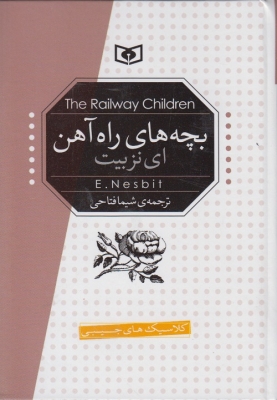 The Railway Children
بچه‌های راه آهن
ای نزبیت
E. Nesbit
ترجمه‌ی شیما فتاحی
کلاسیک‌های جیبی